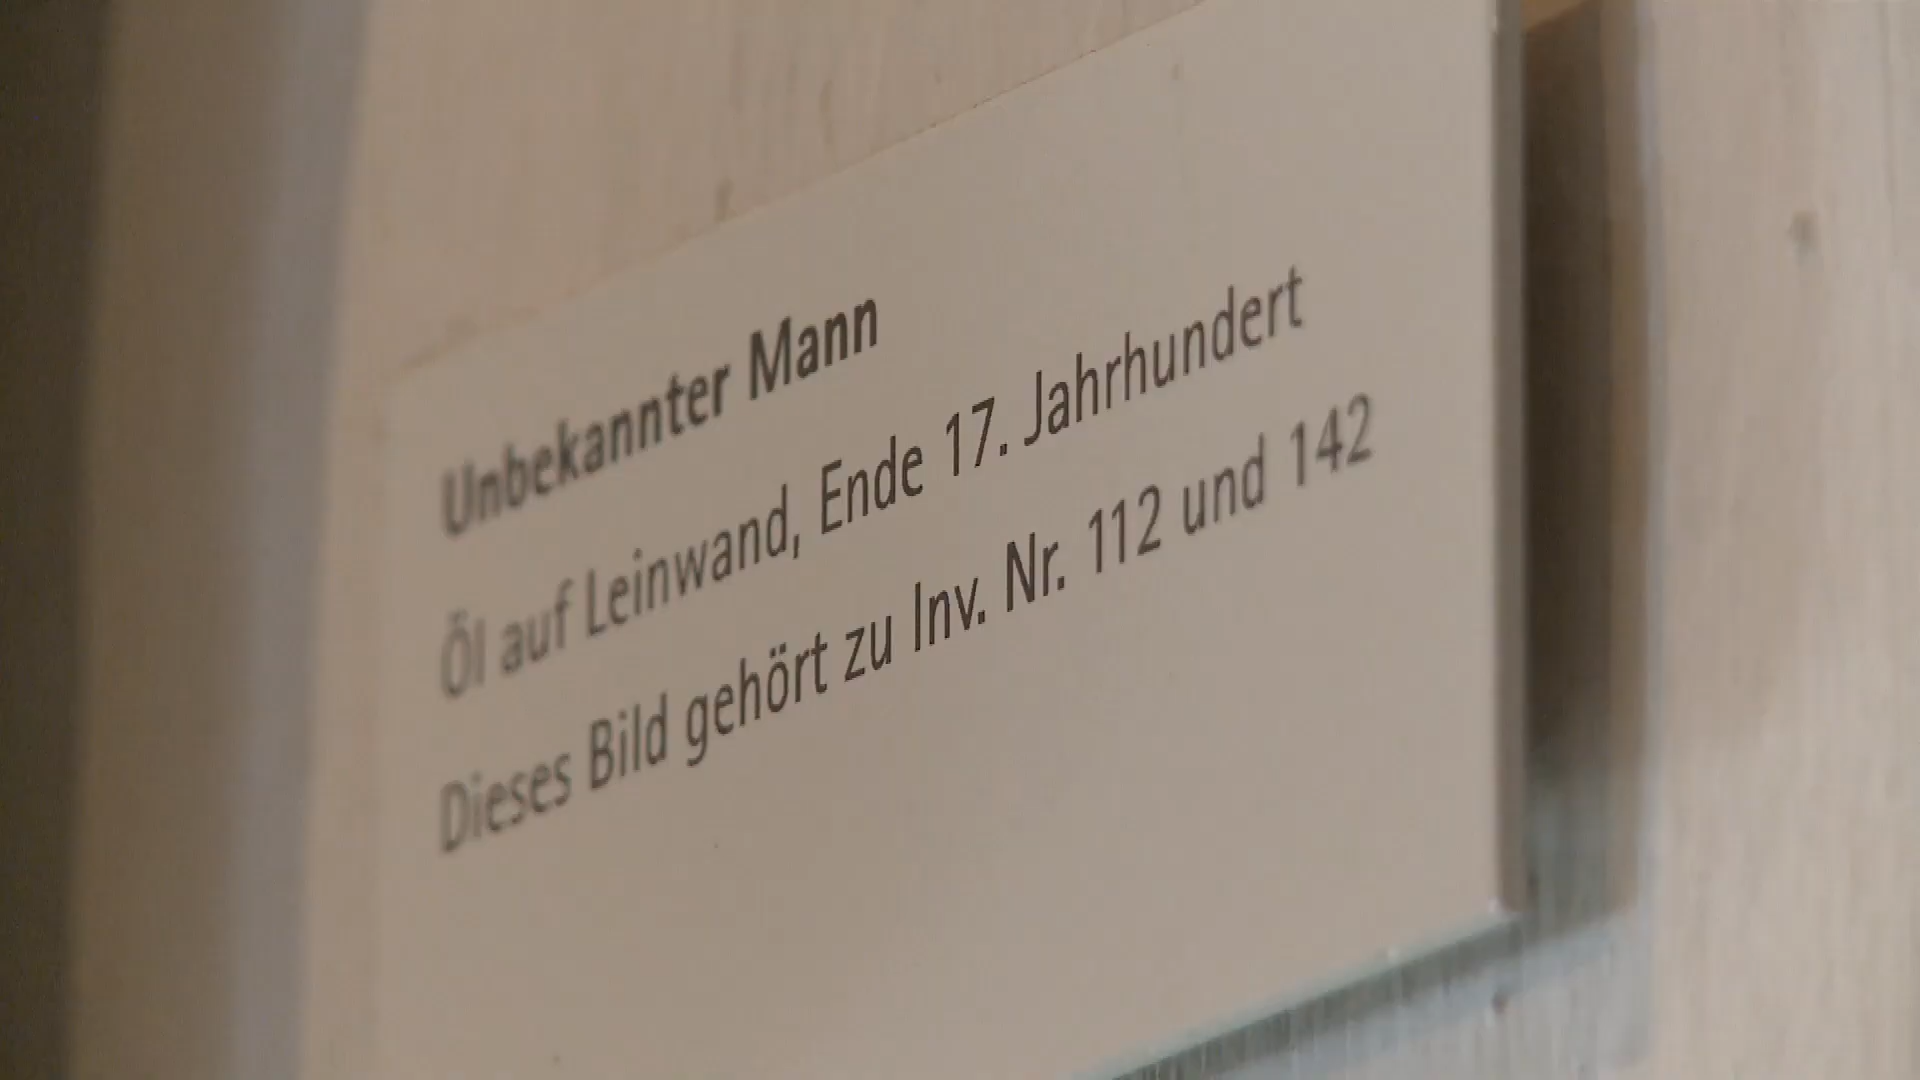 Unbekannter Mann
Öl auf Leinwand, Ende 17. Jahrhundert
Dieses Bild gehört zu Inv. Nr. 112 und 142